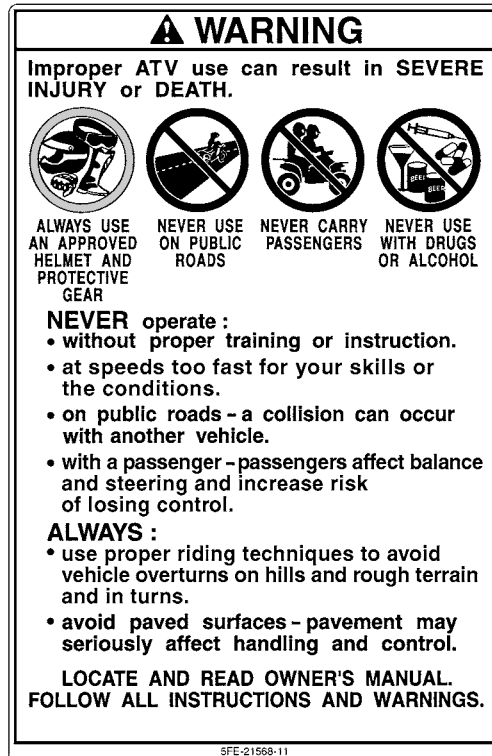 WARNING
Improper ATV use can result in SEVERE
INJURY or DEATH.
BEER
BEER
ALWAYS USE
AN APPROVED
HELMET AND
PROTECTIVE
GEAR
NEVER USE
ON PUBLIC
ROADS
NEVER CARRY
PASSENGERS
NEVER USE
WITH DRUGS
OR ALCOHOL
NEVER operate :
• without proper training or instruction.
• at speeds too fast for your skills or
the conditions.
• on public roads – a collision can occur
with another vehicle.
• with a passenger – passengers affect balance
and steering and increase risk
of losing control.
ALWAYS :
• use proper riding techniques to avoid
vehicle overturns on hills and rough terrain
and in turns.
• avoid paved surfaces – pavement may
seriously affect handling and control.
LOCATE AND READ OWNER'S MANUAL.
FOLLOW ALL INSTRUCTIONS AND WARNINGS.
5FE-21568-11